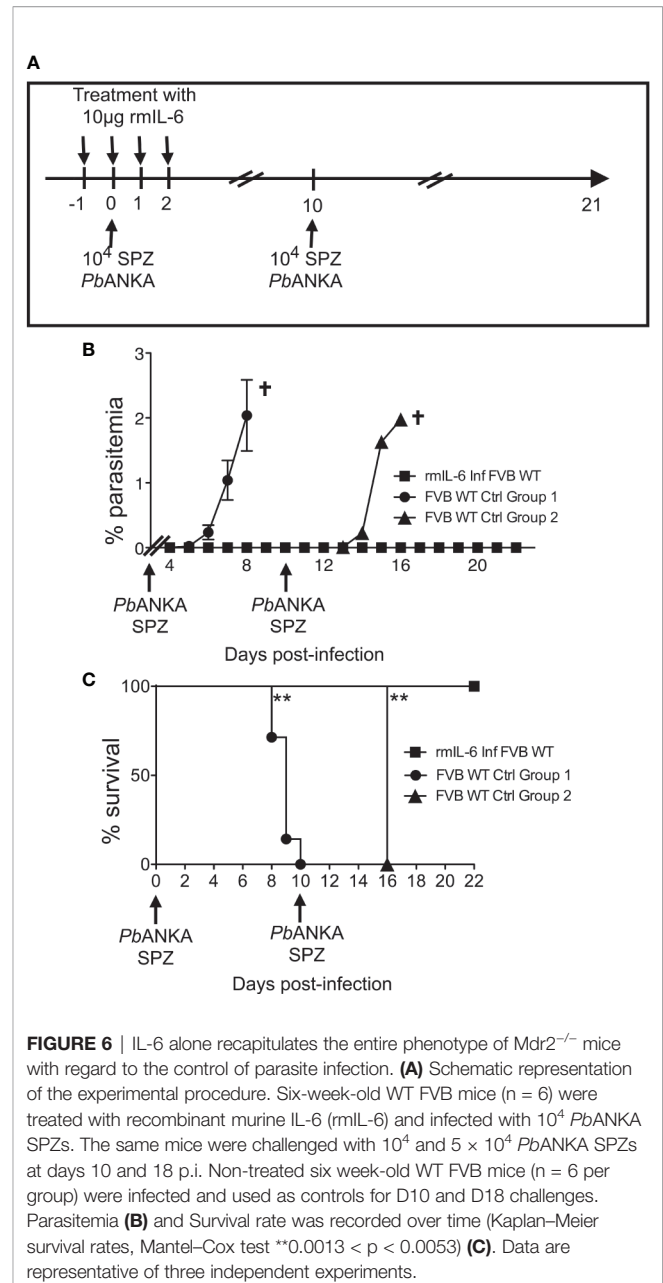 A
Treatment with
10µg rmIL-6
-1 0 1 2 10 21
10⁴ SPZ 10⁴ SPZ
PbANKA PbANKA
B
3
2
1
0
% parasitemia
†
†
rmIL-6 Inf FVB WT
FVB WT Ctrl Group 1
FVB WT Ctrl Group 2
4 8 12 16 20
PbANKA PbANKA
SPZ SPZ
Days post-infection
C
100
50
0
% survival
** **
rmIL-6 Inf FVB WT
FVB WT Ctrl Group 1
FVB WT Ctrl Group 2
0 2 4 6 8 10 12 14 16 18 20 22
PbANKA PbANKA
SPZ SPZ
Days post-infection
FIGURE 6 | IL-6 alone recapitulates the entire phenotype of Mdr2⁻/⁻ mice
with regard to the control of parasite infection. (A) Schematic representation
of the experimental procedure. Six-week-old WT FVB mice (n = 6) were
treated with recombinant murine IL-6 (rmIL-6) and infected with 10⁴ PbANKA
SPZs. The same mice were challenged with 10⁴ and 5 × 10⁴ PbANKA SPZs
at days 10 and 18 p.i. Non-treated six week-old WT FVB mice (n = 6 per
group) were infected and used as controls for D10 and D18 challenges.
Parasitemia (B) and Survival rate was recorded over time (Kaplan–Meier
survival rates, Mantel–Cox test **0.0013 < p < 0.0053) (C). Data are
representative of three independent experiments.